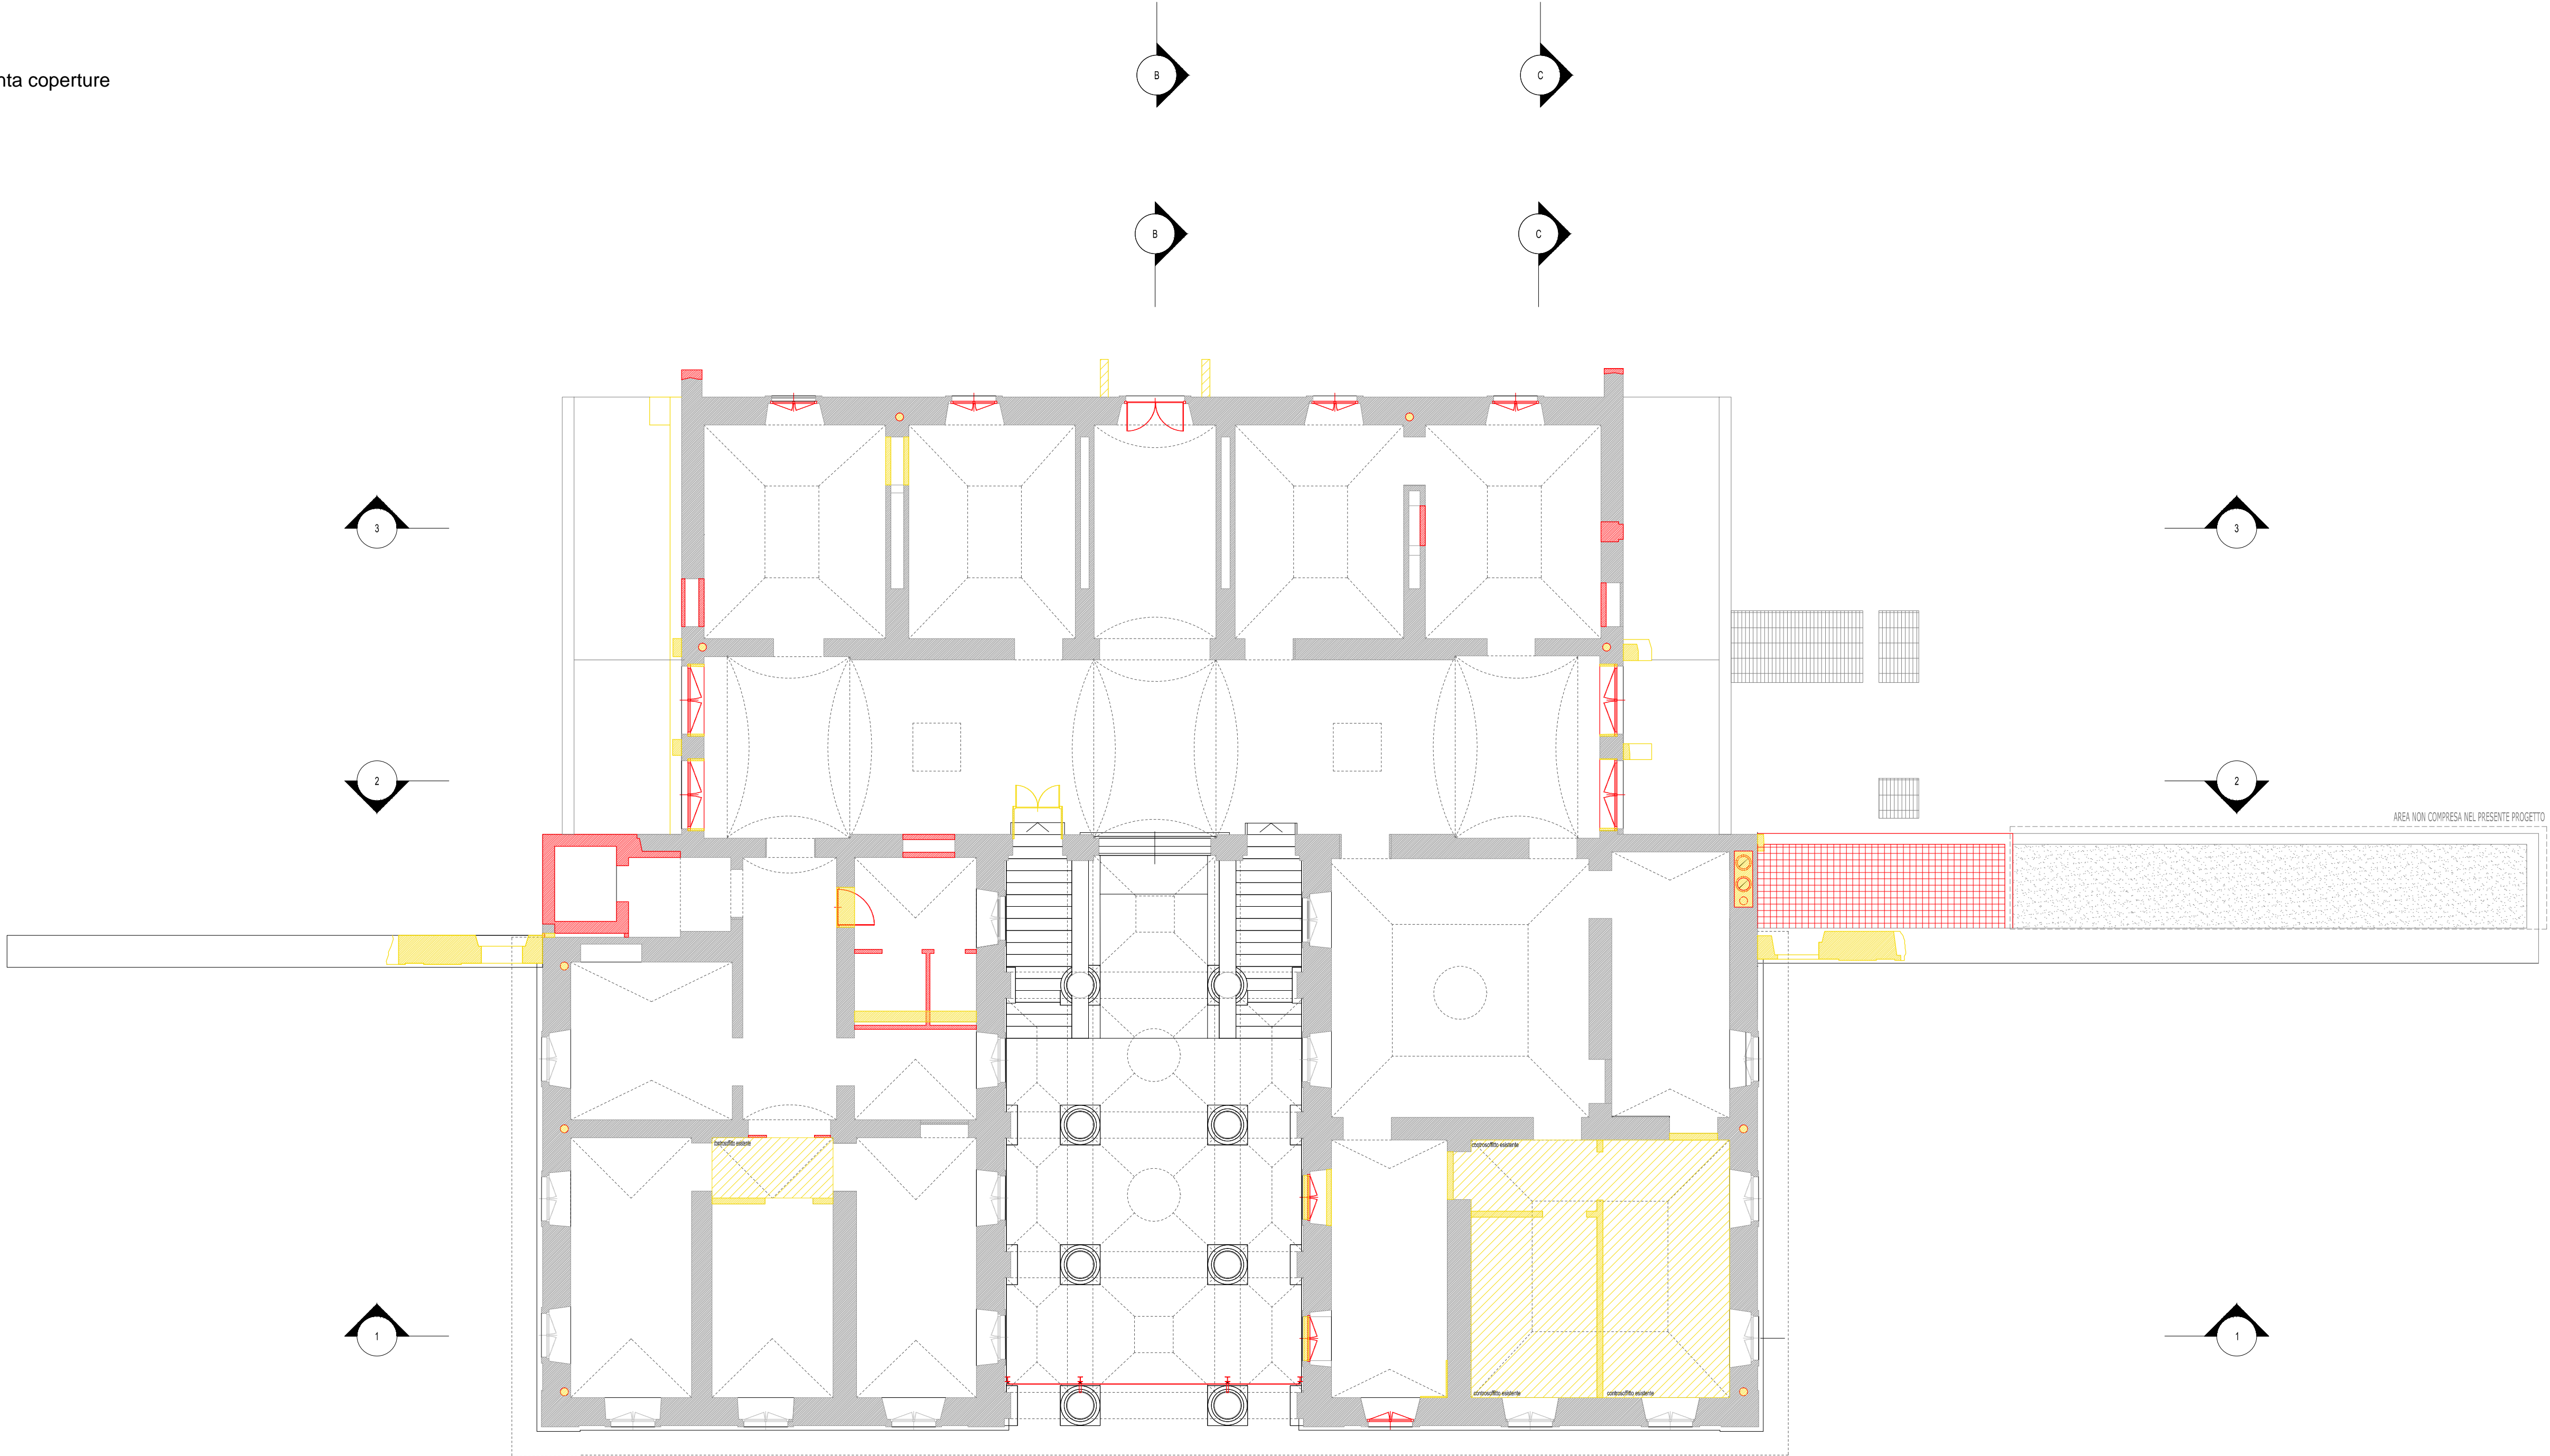 B
C
nta coperture
B
C
3
3
2
2
AREA NON COMPRESA NEL PRESENTE PROGETTO
controsoffitto esistente
controsoffitto esistente
1
1
controsoffitto esistente
controsoffitto esistente